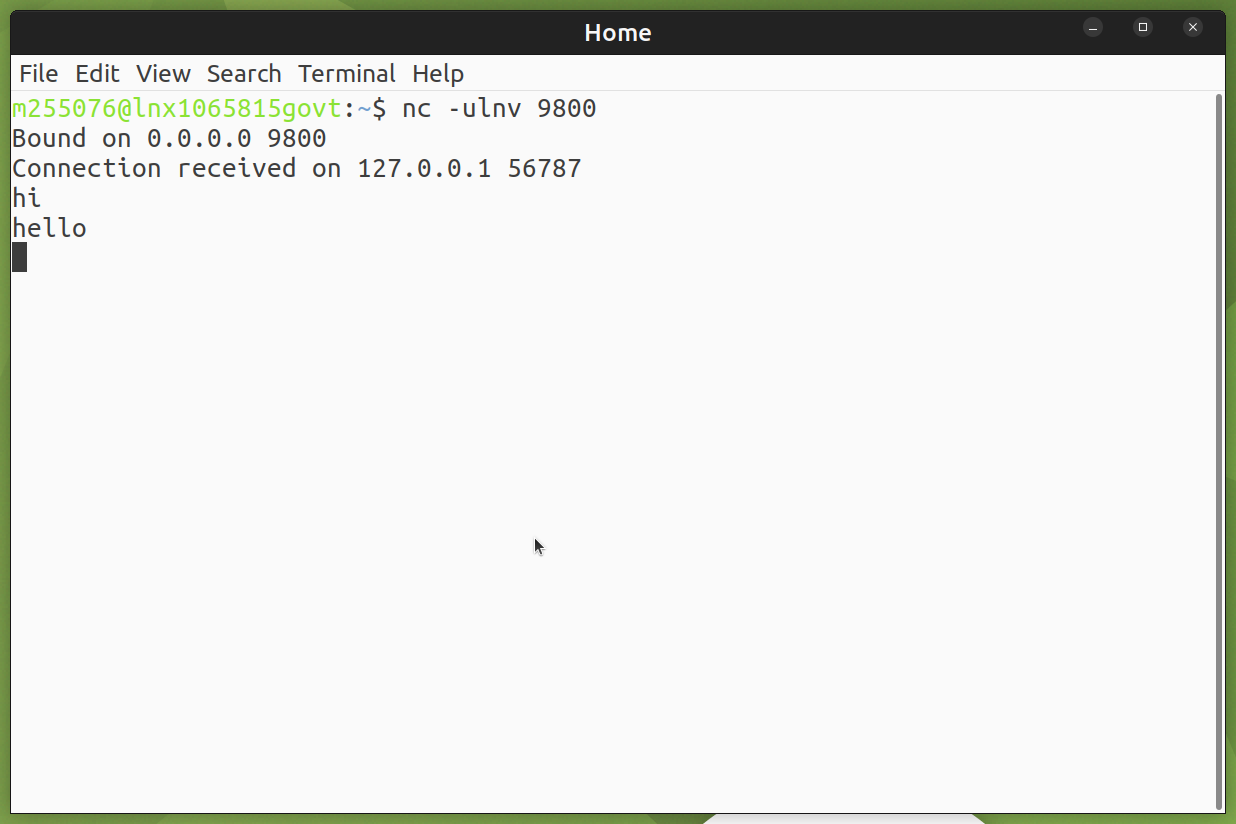 Home
File Edit View Search Terminal Help
m255076@lnx1065815govt:~$ nc -ulnv 9800
Bound on 0.0.0.0 9800
Connection received on 127.0.0.1 56787
hi
hello